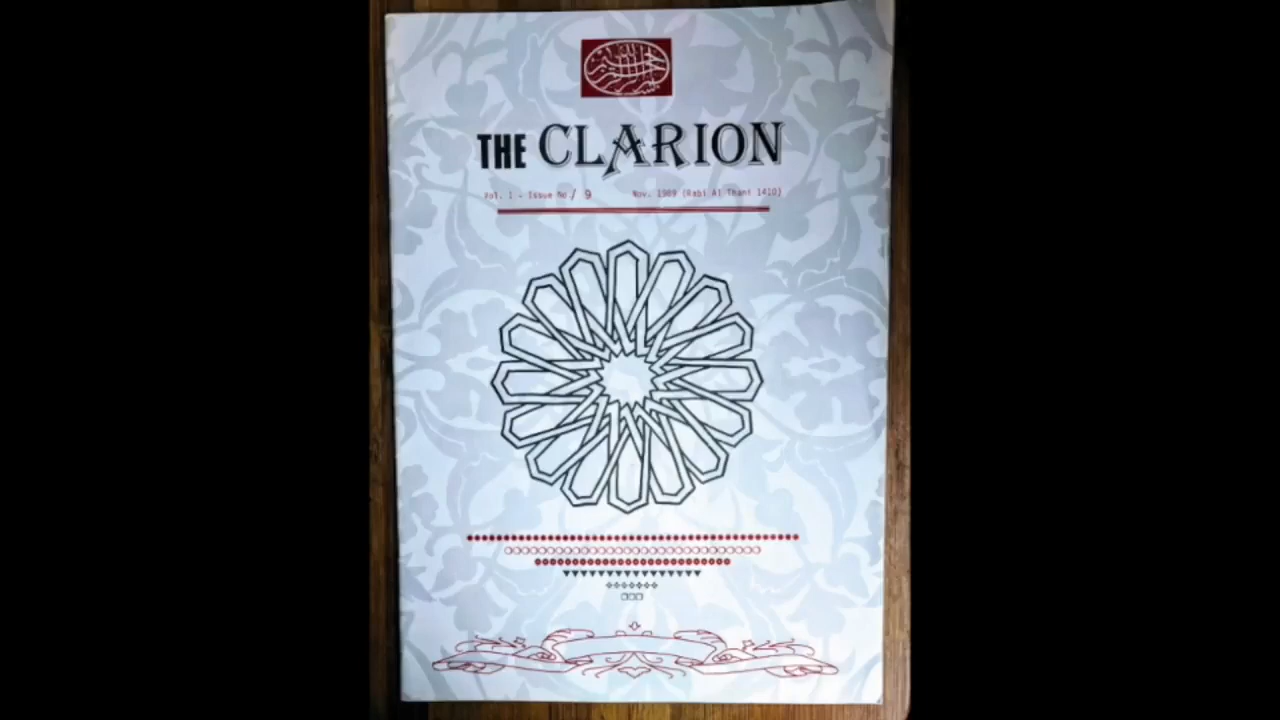 THE CLARION
Vol. 1 - Issue No./ 9 Nov. 1989 (Rabi Al Thani 1410)